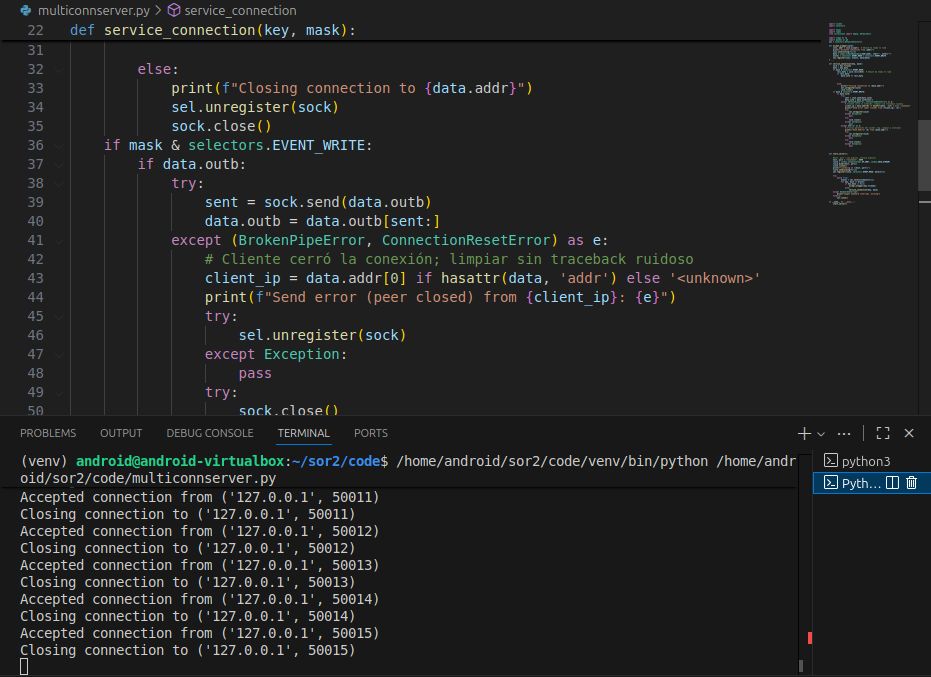 multiconnserver.py > service_connection
22 def service_connection(key, mask):
31
32 else:
33 print(f"Closing connection to {data.addr}")
34 sel.unregister(sock)
35 sock.close()
36 if mask & selectors.EVENT_WRITE:
37 if data.outb:
38 try:
39 sent = sock.send(data.outb)
40 data.outb = data.outb[sent:]
41 except (BrokenPipeError, ConnectionResetError) as e:
42 # Cliente cerró la conexión; limpiar sin traceback ruidoso
43 client_ip = data.addr[0] if hasattr(data, 'addr') else '<unknown>'
44 print(f"Send error (peer closed) from {client_ip}: {e}")
45 try:
46 sel.unregister(sock)
47 except Exception:
48 pass
49 try:
50 sock.close()
PROBLEMS OUTPUT DEBUG CONSOLE TERMINAL PORTS
(venv) android@android-virtualbox:~/sor2/code$ /home/android/sor2/code/venv/bin/python /home/andr
oid/sor2/code/multiconnserver.py
Accepted connection from ('127.0.0.1', 50011)
Closing connection to ('127.0.0.1', 50011)
Accepted connection from ('127.0.0.1', 50012)
Closing connection to ('127.0.0.1', 50012)
Accepted connection from ('127.0.0.1', 50013)
Closing connection to ('127.0.0.1', 50013)
Accepted connection from ('127.0.0.1', 50014)
Closing connection to ('127.0.0.1', 50014)
Accepted connection from ('127.0.0.1', 50015)
Closing connection to ('127.0.0.1', 50015)
python3
Pyth...